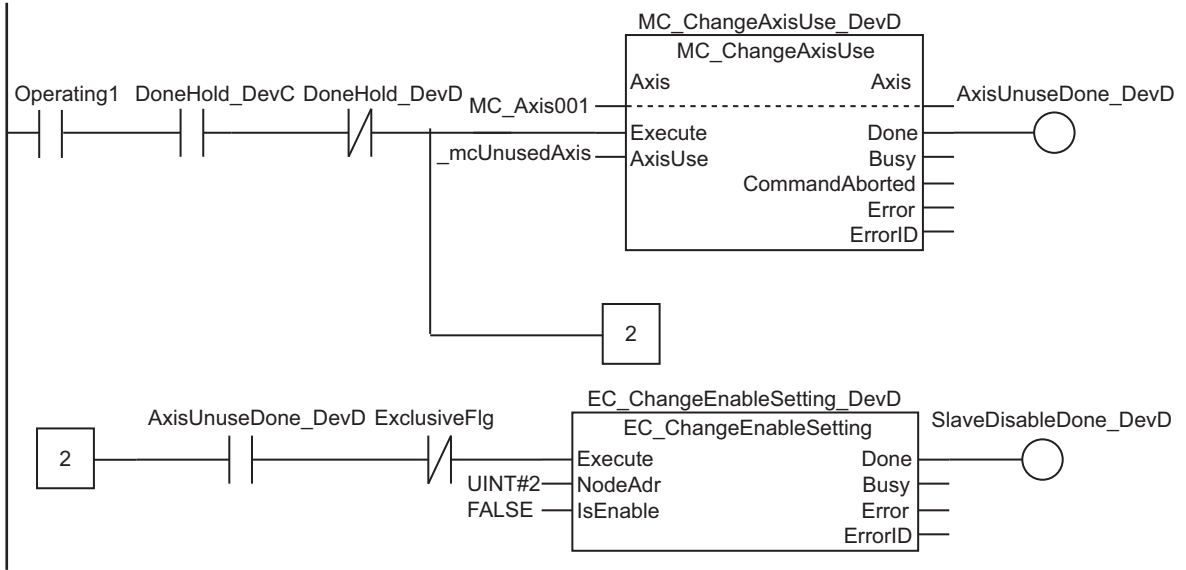 MC_ChangeAxisUse_DevD
MC_ChangeAxisUse
Axis Axis
Operating1 DoneHold_DevC DoneHold_DevD MC_Axis001 AxisUnuseDone_DevD
Execute Done
_mcUnusedAxis AxisUse Busy
CommandAborted
Error
ErrorID
2
EC_ChangeEnableSetting_DevD
AxisUnuseDone_DevD ExclusiveFlg EC_ChangeEnableSetting SlaveDisableDone_DevD
2 Execute Done
UINT#2 NodeAdr Busy
FALSE IsEnable Error
ErrorID